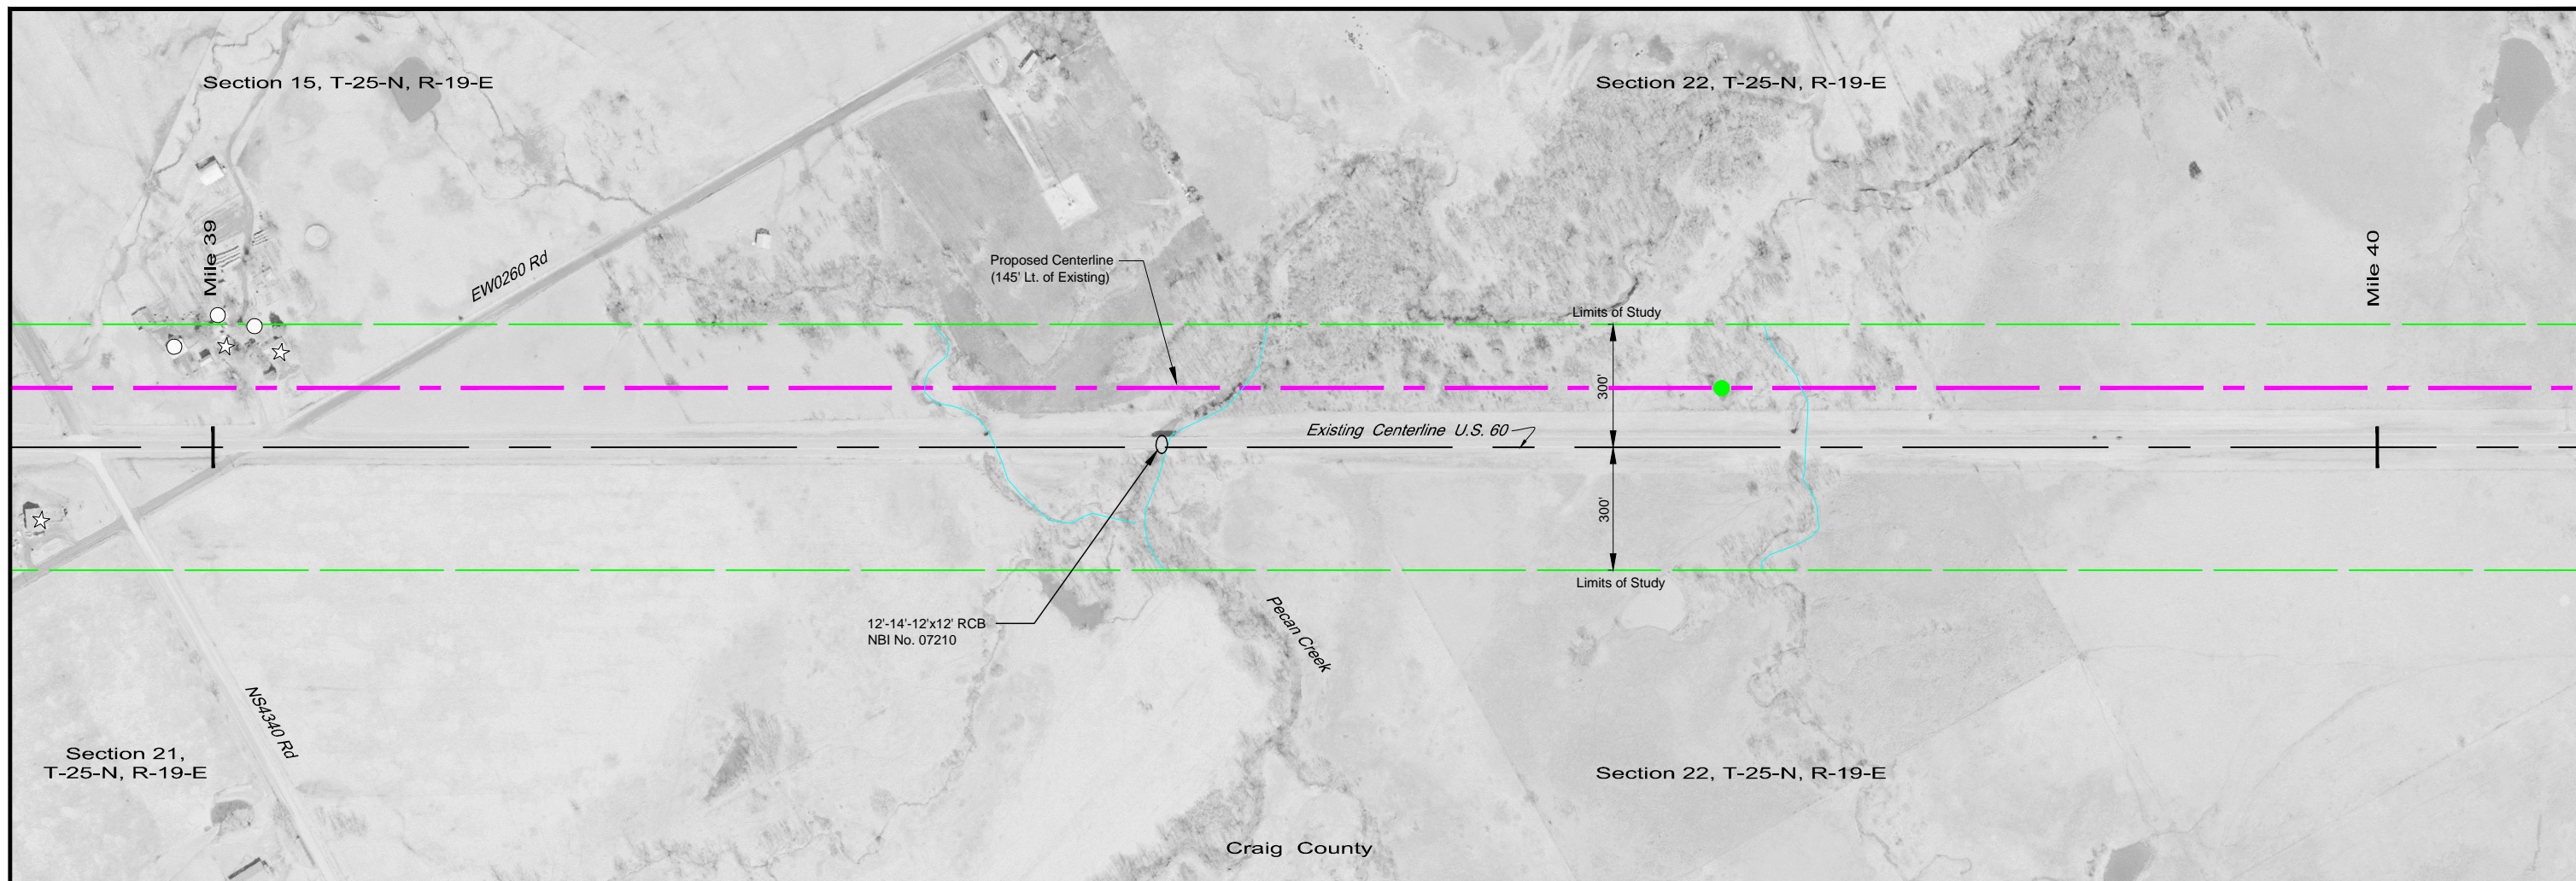 Section 15, T-25-N, R-19-E
Section 22, T-25-N, R-19-E
Mile 39
EW0260 Rd
Proposed Centerline
(145' Lt. of Existing)
Mile 40
Limits of Study
300'
Existing Centerline U.S. 60
300'
Limits of Study
12'-14'-12'x12' RCB
NBI No. 07210
Pecan Creek
NS4340 Rd
Section 21,
T-25-N, R-19-E
Section 22, T-25-N, R-19-E
Craig County